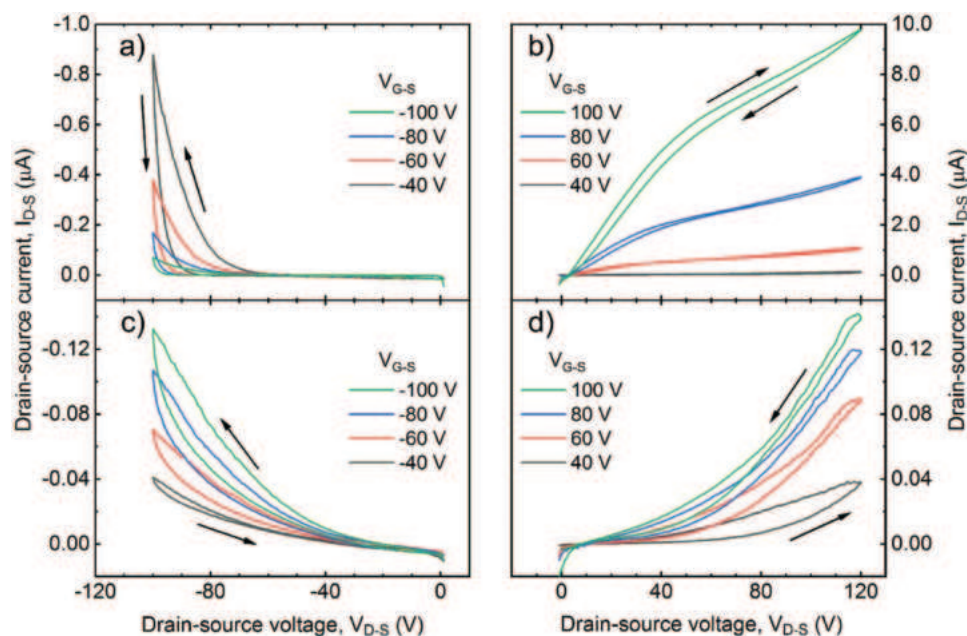 a)
V_G-S
-100 V
-80 V
-60 V
-40 V
-1.0
-0.8
-0.6
-0.4
-0.2
0.0
b)
V_G-S
100 V
80 V
60 V
40 V
10.0
8.0
6.0
4.0
2.0
0.0
Drain-source current, I_D-S (μA)
Drain-source current, I_D-S (μA)
c)
V_G-S
-100 V
-80 V
-60 V
-40 V
-0.12
-0.08
-0.04
0.00
d)
V_G-S
100 V
80 V
60 V
40 V
0.12
0.08
0.04
0.00
-120 -80 -40 -0
0 40 80 120
Drain-source voltage, V_D-S (V)
Drain-source voltage, V_D-S (V)